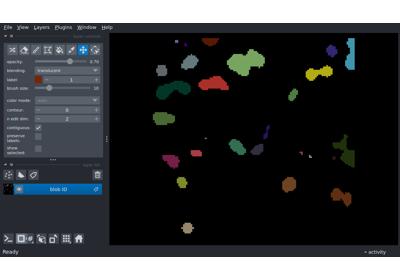 File View Layers Plugins Window Help
opacity: 0.70
blending: translucent
label: 1
brush size: 10
color mode:
contour: 0
n edit dim: 2
contiguous:
preserve labels:
show selected:
blob ID
Ready
activity